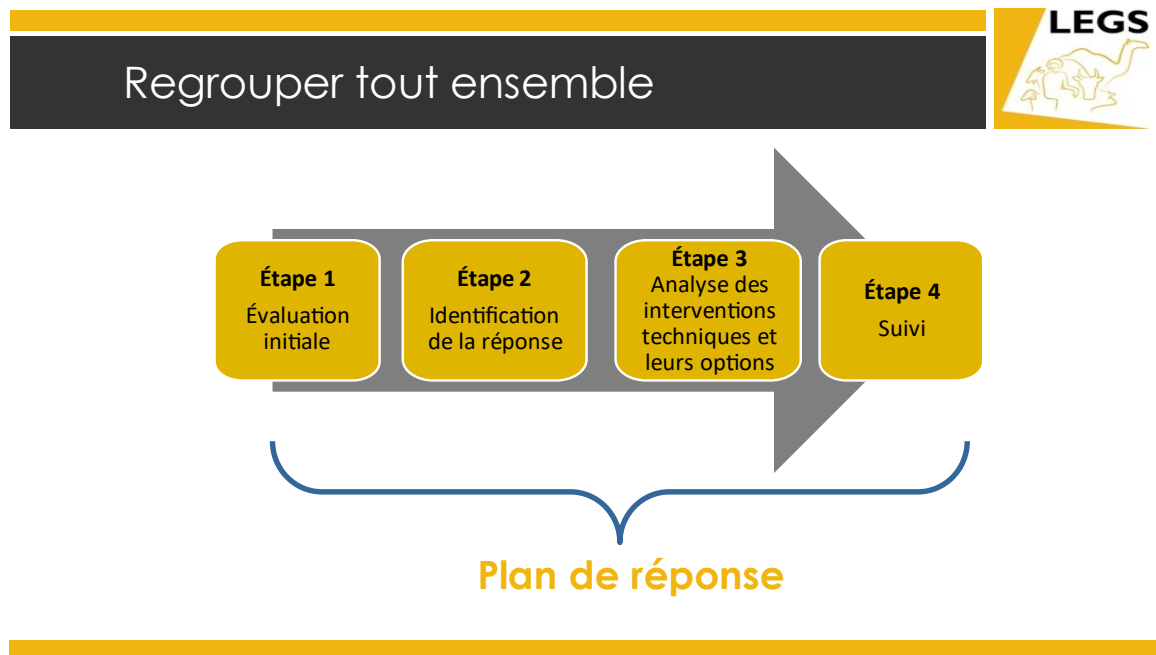 LEGS
Regrouper tout ensemble
Étape 1
Évaluation
initiale
Étape 2
Identification
de la réponse
Étape 3
Analyse des
interventions
techniques et
leurs options
Étape 4
Suivi
Plan de réponse